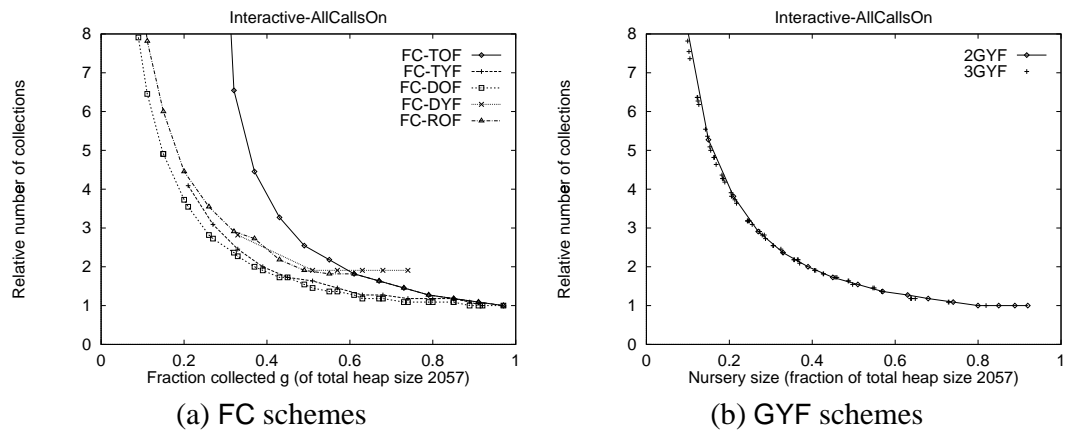 Interactive-AllCallsOn
8
7
6
5
4
3
2
1
0
Relative number of collections
FC-TOF
FC-TYF
FC-DOF
FC-DYF
FC-ROF
0 0.2 0.4 0.6 0.8 1
Fraction collected g (of total heap size 2057)
(a) FC schemes
Interactive-AllCallsOn
8
7
6
5
4
3
2
1
0
Relative number of collections
2GYF
3GYF
0 0.2 0.4 0.6 0.8 1
Nursery size (fraction of total heap size 2057)
(b) GYF schemes